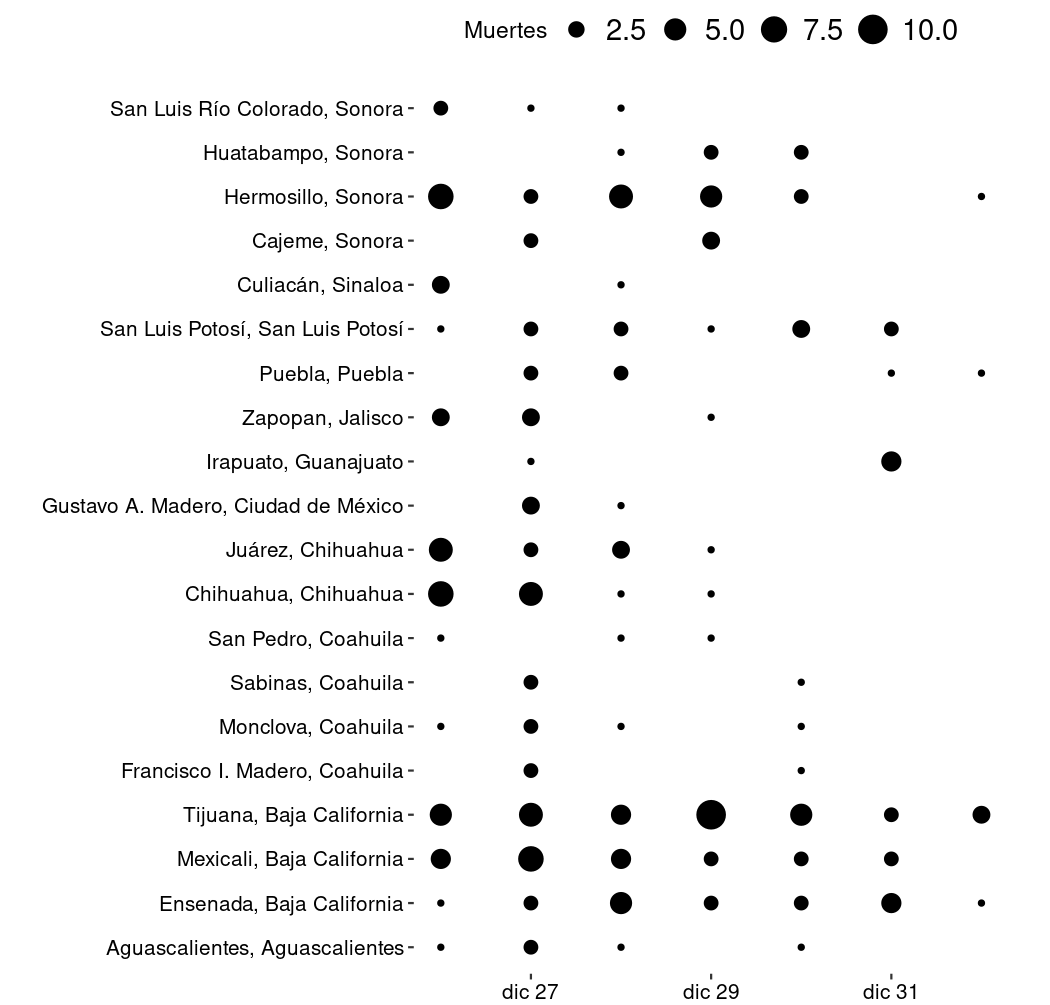 Muertes 2.5 5.0 7.5 10.0
San Luis Río Colorado, Sonora
Huatabampo, Sonora
Hermosillo, Sonora
Cajeme, Sonora
Culiacán, Sinaloa
San Luis Potosí, San Luis Potosí
Puebla, Puebla
Zapopan, Jalisco
Irapuato, Guanajuato
Gustavo A. Madero, Ciudad de México
Juárez, Chihuahua
Chihuahua, Chihuahua
San Pedro, Coahuila
Sabinas, Coahuila
Monclova, Coahuila
Francisco I. Madero, Coahuila
Tijuana, Baja California
Mexicali, Baja California
Ensenada, Baja California
Aguascalientes, Aguascalientes
dic 27 dic 29 dic 31